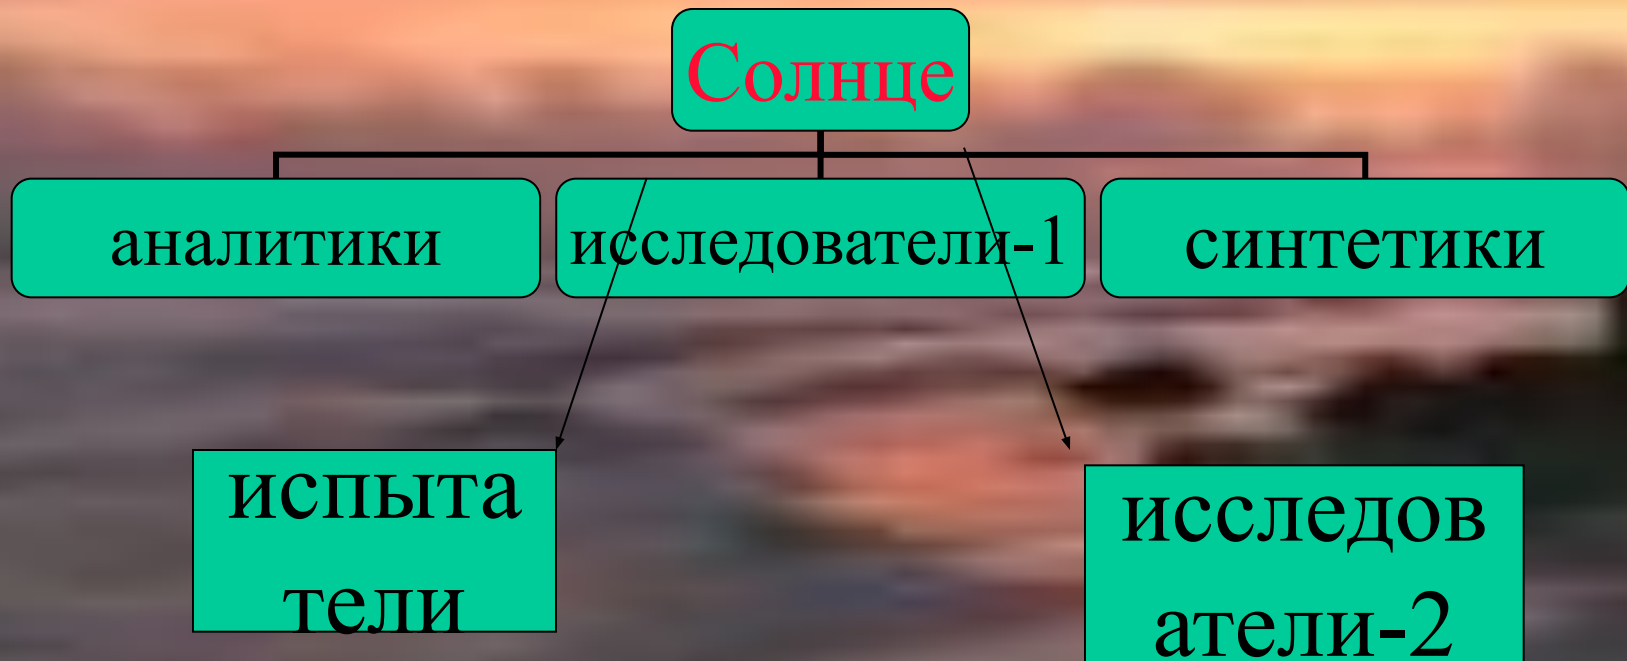 Солнце
аналитики
исследователи-1
синтетики
испыта
тели
исследов
атели-2